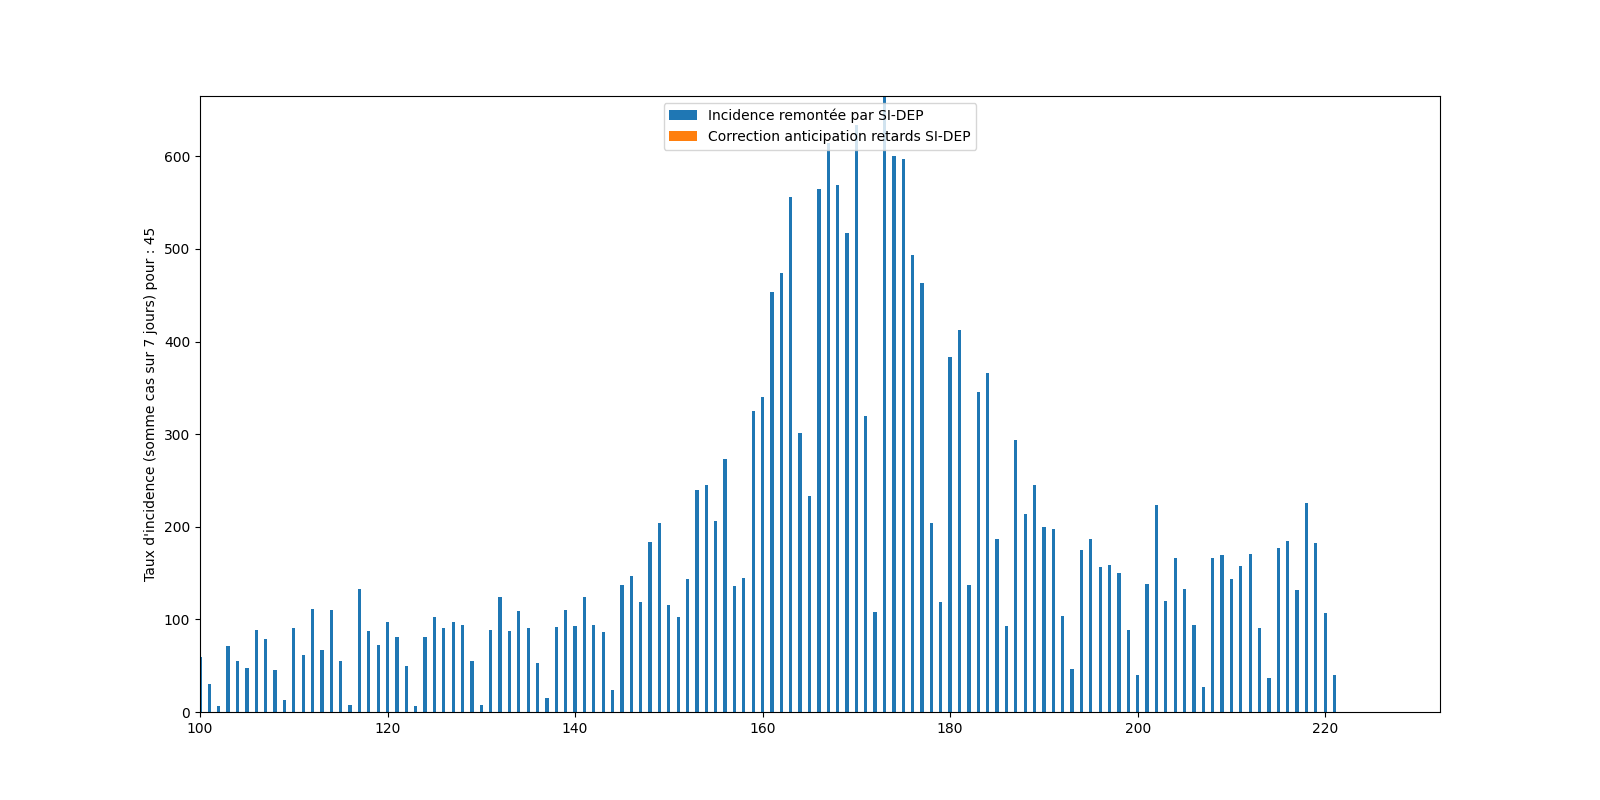 Incidence remontée par SI-DEP
Correction anticipation retards SI-DEP
Taux d'incidence (somme cas sur 7 jours) pour : 45
600
500
400
300
200
100
0
100 120 140 160 180 200 220